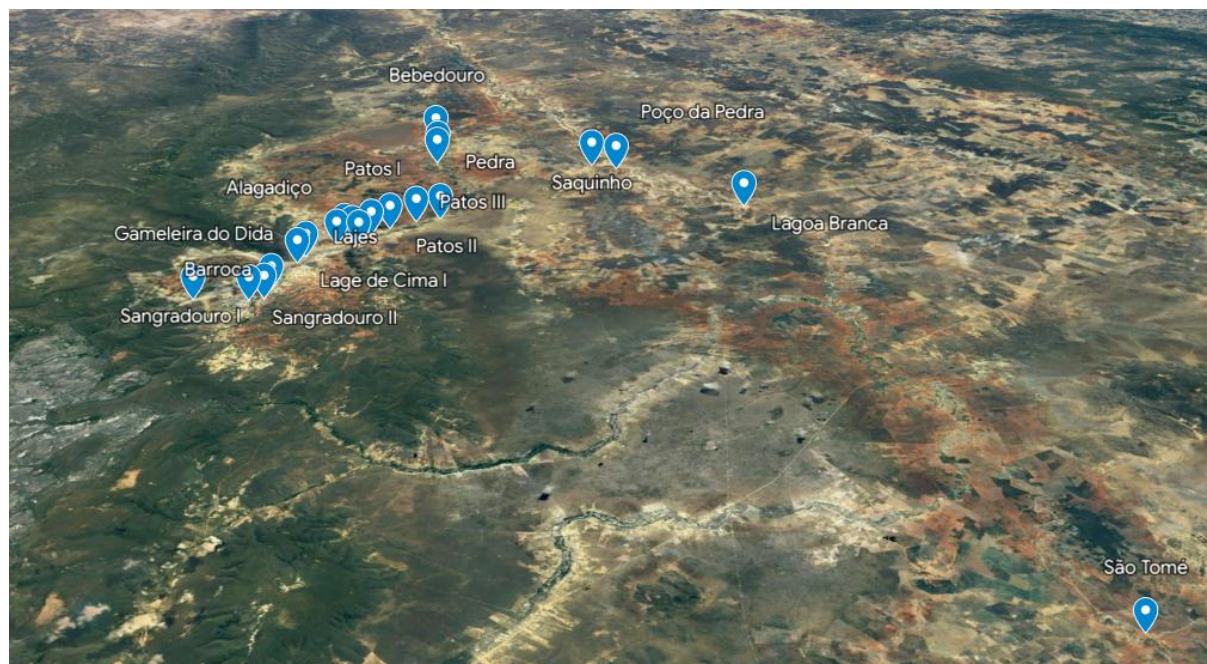 Bebedouro
Poço da Pedra
Patos I
Pedra
Saquinho
Alagadiço
Patos III
Lagoa Branca
Gameleira do Dida
Lajes
Patos II
Barroca
Lage de Cima I
Sangradouro I
Sangradouro II
São Tomé